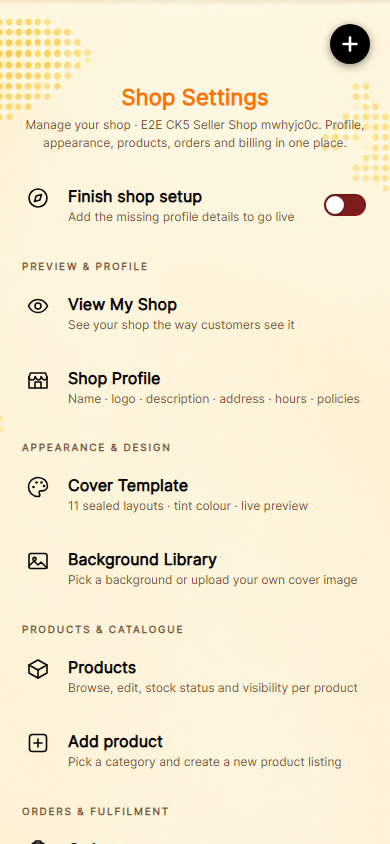 Shop Settings
Manage your shop · E2E CK5 Seller Shop mwhyjc0c. Profile,
appearance, products, orders and billing in one place.
Finish shop setup
Add the missing profile details to go live
PREVIEW & PROFILE
View My Shop
See your shop the way customers see it
Shop Profile
Name · logo · description · address · hours · policies
APPEARANCE & DESIGN
Cover Template
11 sealed layouts · tint colour · live preview
Background Library
Pick a background or upload your own cover image
PRODUCTS & CATALOGUE
Products
Browse, edit, stock status and visibility per product
Add product
Pick a category and create a new product listing
ORDERS & FULFILMENT